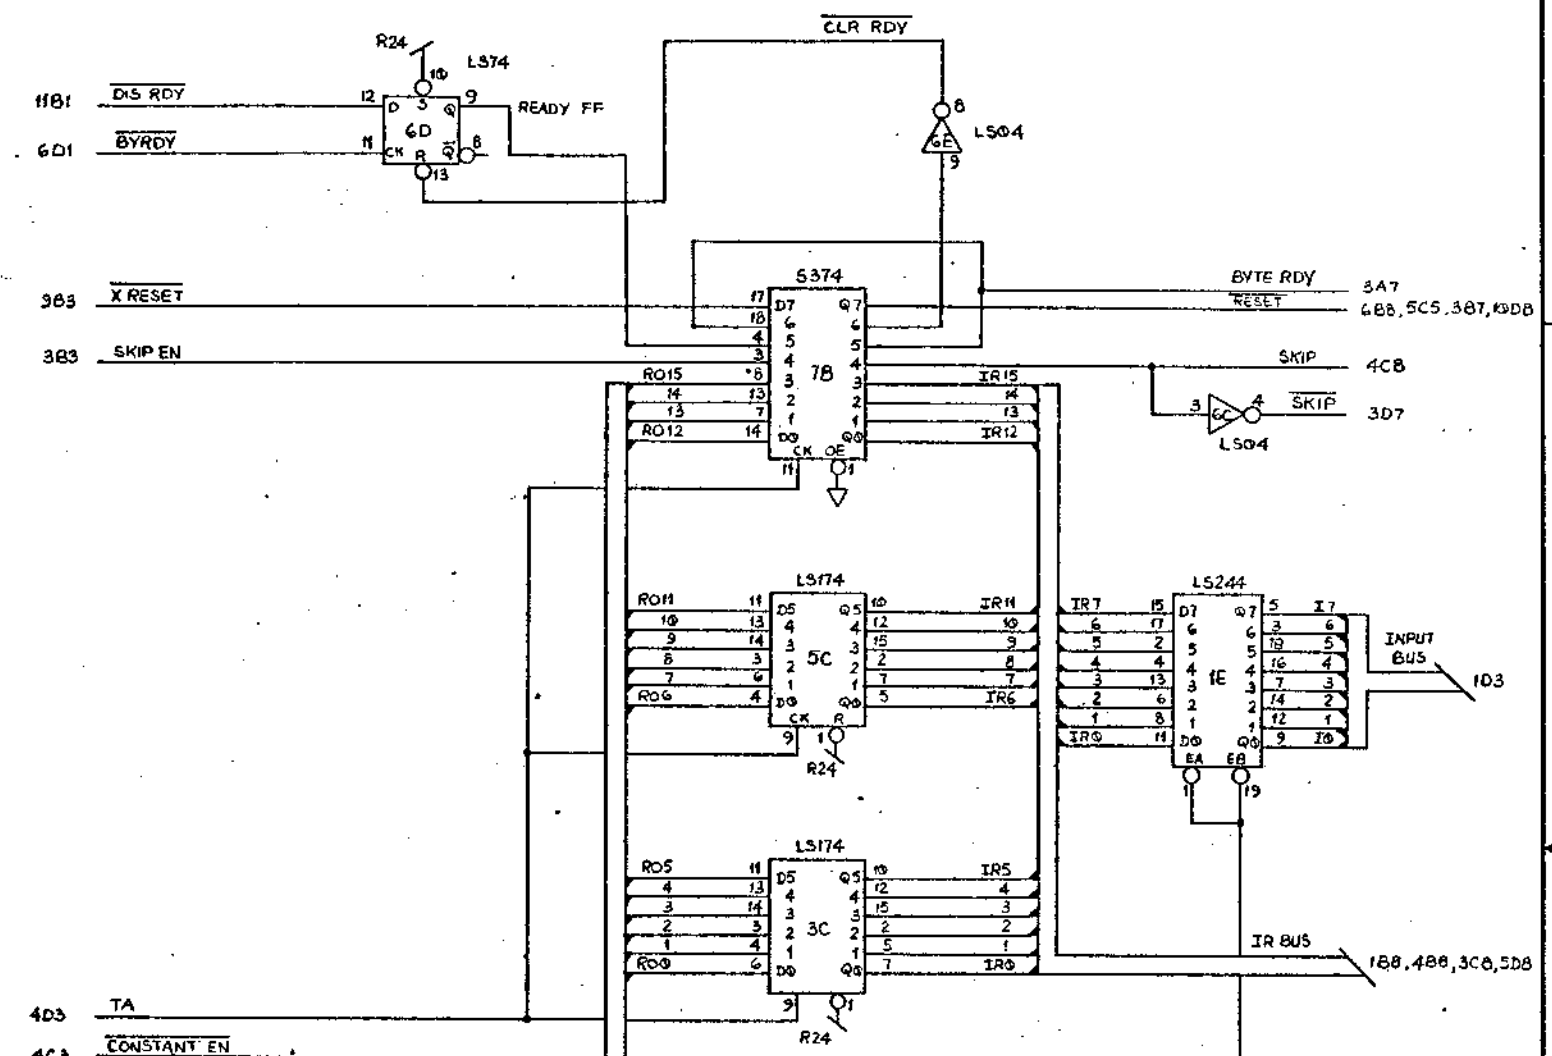 CLR RDY
R24
10
LS74
11B1 DIS RDY 12 D S Q 9 READY FF
6D
6D1 BYRDY 11 CK R Q 8
13
8
6E LS04
9
S374
BYTE RDY 3A7
3B3 X RESET 17 D7 Q7 RESET 6B8, 5C5, 3B7, 10D8
18 6 6
4 5 5
3B3 SKIP EN 3 4 4 SKIP 4C8
7B
RO15 8 3 3 IR15
14 13 2 2 14
13 7 1 1 13
RO12 14 D0 Q0 IR12
3 6C 4 SKIP 3D7
LS04
CK OE
11 1
LS174
RO11 11 D5 Q5 10 IR11
10 13 4 4 12 10
9 14 3 3 15 9
5C
8 3 2 2 2 8
7 6 1 1 7 7
RO6 4 D0 Q0 5 IR6
CK R
9 1
R24
LS244
IR7 15 D7 Q7 5 I7
6 17 6 6 3 6
5 2 5 5 18 5
4 4 4 4 16 4
1E
3 13 3 3 7 3
2 6 2 2 14 2
1 8 1 1 12 1
IR0 11 D0 Q0 9 I0
EA EB
1 19
INPUT
BUS
1D3
LS174
RO5 11 D5 Q5 10 IR5
4 13 4 4 12 4
3 14 3 3 15 3
3C
2 3 2 2 2 2
1 4 1 1 5 1
RO0 6 D0 Q0 7 IR0
9 1
R24
IR BUS
1B8, 4B8, 3C8, 5D8
4D3 TA
4C3 CONSTANT EN